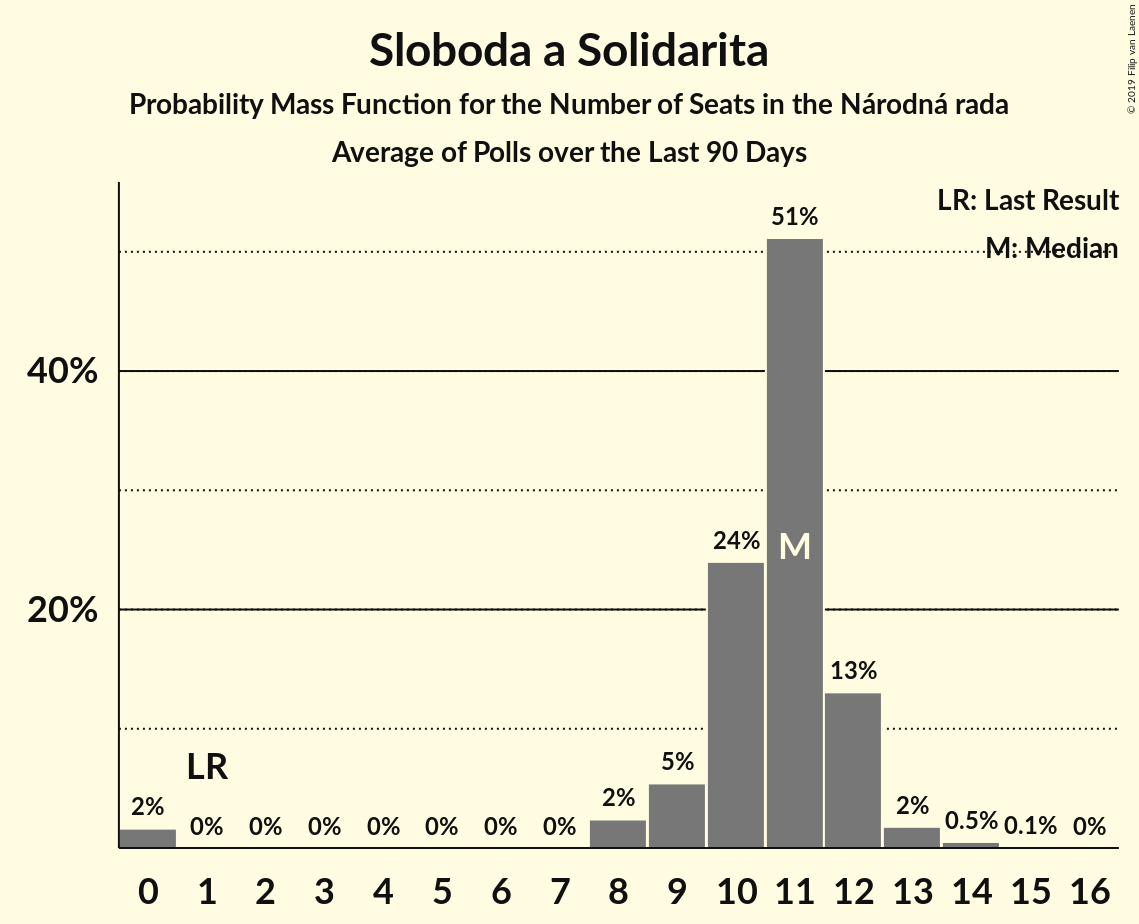 Sloboda a Solidarita
Probability Mass Function for the Number of Seats in the Národná rada
Average of Polls over the Last 90 Days
© 2019 Filip van Laenen
LR: Last Result
M: Median
51%
40%
24%
M
20%
13%
LR
5%
2%
0%
0%
0%
0%
0%
0%
0%
2%
2%
0.5%
0.1%
0%
0 1 2 3 4 5 6 7 8 9 10 11 12 13 14 15 16